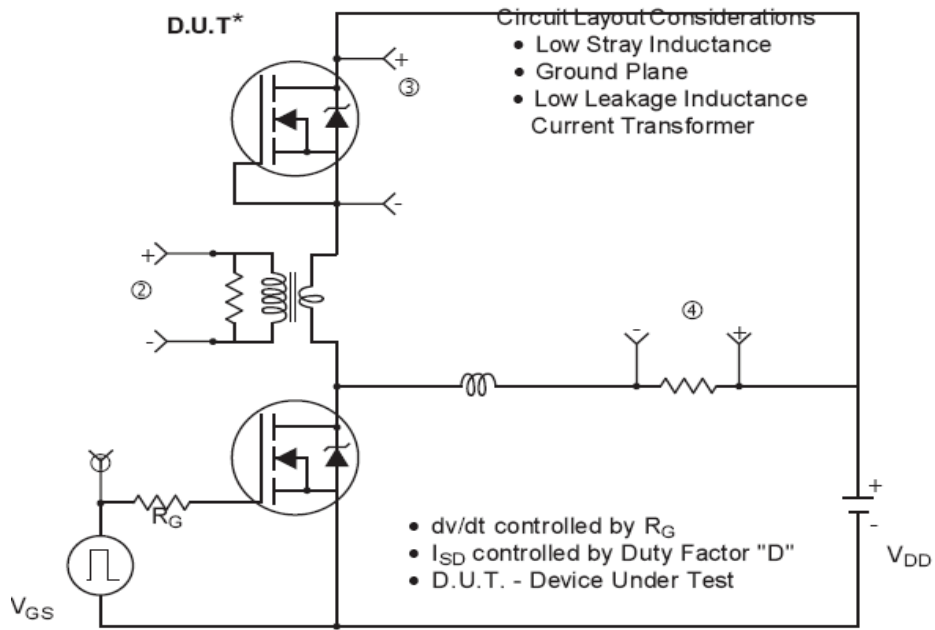 D.U.T*
Circuit Layout Considerations
• Low Stray Inductance
• Ground Plane
• Low Leakage Inductance
Current Transformer
+
③
-
+
②
-
④
-
+
①
RG
VGS
• dv/dt controlled by RG
• ISD controlled by Duty Factor "D"
• D.U.T. - Device Under Test
+
-
VDD